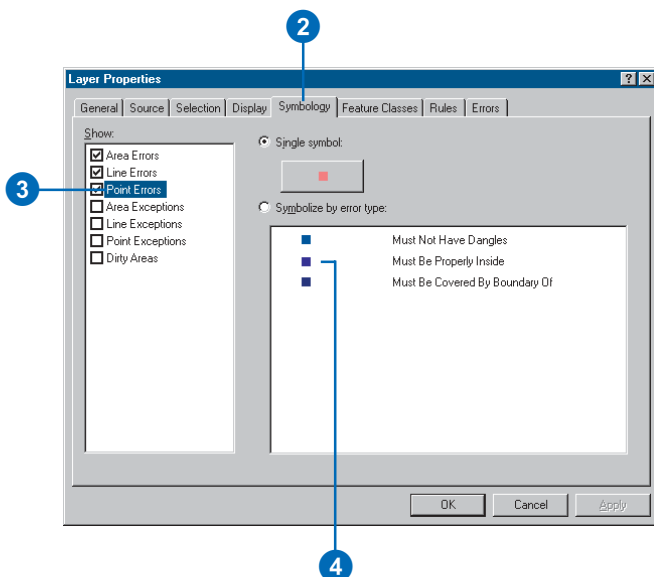 2
Layer Properties
? X
General Source Selection Display Symbology Feature Classes Rules Errors
Show:
Area Errors
Line Errors
Point Errors
Area Exceptions
Line Exceptions
Point Exceptions
Dirty Areas
3
Single symbol:
Symbolize by error type:
Must Not Have Dangles
Must Be Properly Inside
Must Be Covered By Boundary Of
OK Cancel Apply
4